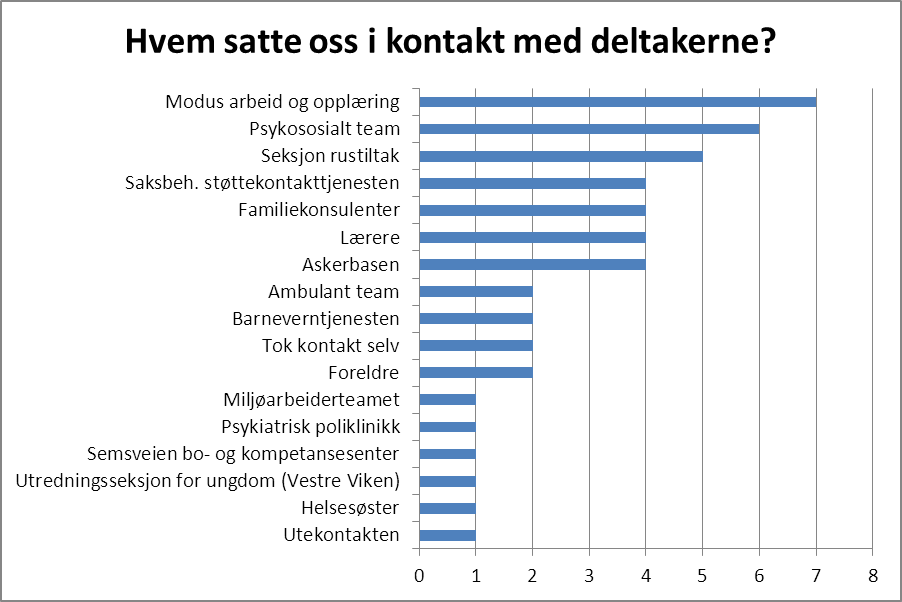 Hvem satte oss i kontakt med deltakerne?
Modus arbeid og opplæring
Psykososialt team
Seksjon rustiltak
Saksbeh. støttekontakttjenesten
Familiekonsulenter
Lærere
Askerbasen
Ambulant team
Barneverntjenesten
Tok kontakt selv
Foreldre
Miljøarbeiderteamet
Psykiatrisk poliklinikk
Semsveien bo- og kompetansesenter
Utredningsseksjon for ungdom (Vestre Viken)
Helsesøster
Utekontakten
0 1 2 3 4 5 6 7 8